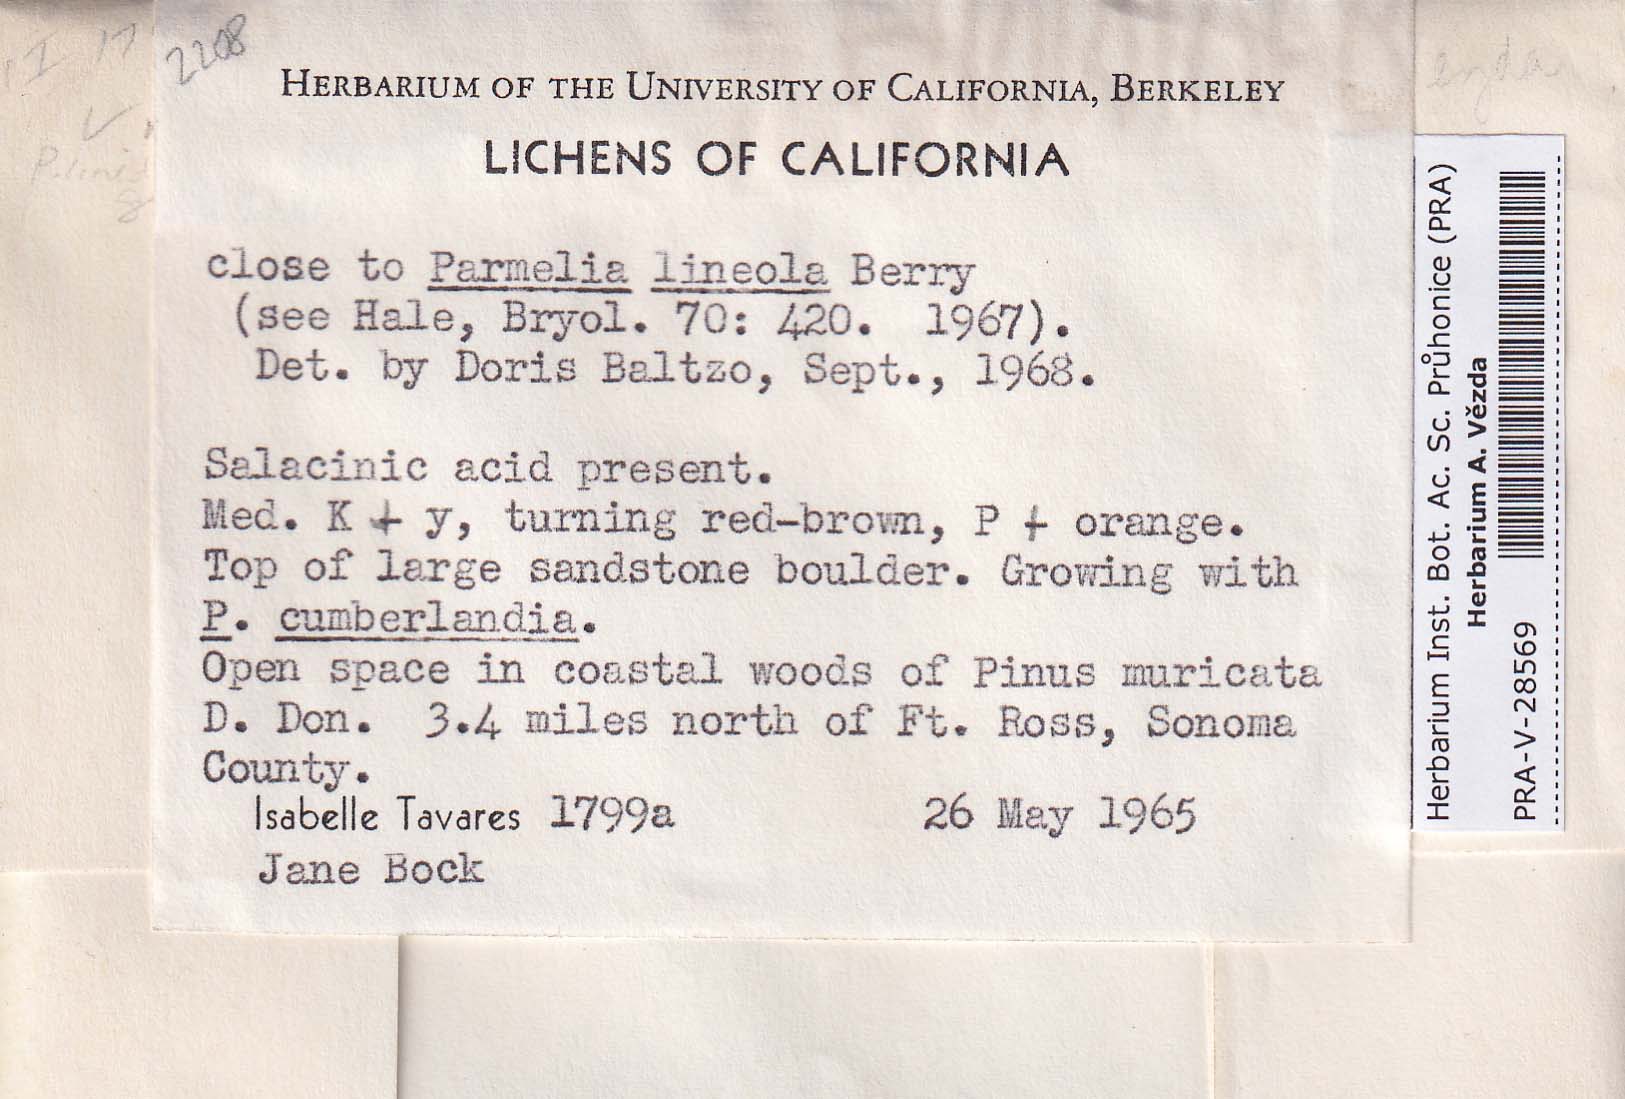 2208
HERBARIUM OF THE UNIVERSITY OF CALIFORNIA, BERKELEY
LICHENS OF CALIFORNIA
close to Parmelia lineola Berry
(see Hale, Bryol. 70: 420. 1967).
Det. by Doris Baltzo, Sept., 1968.
Salacinic acid present.
Med. K + y, turning red-brown, P + orange.
Top of large sandstone boulder. Growing with
P. cumberlandia.
Open space in coastal woods of Pinus muricata
D. Don. 3.4 miles north of Ft. Ross, Sonoma
County.
Isabelle Tavares 1799a 26 May 1965
Jane Bock
Herbarium Inst. Bot. Ac. Sc. Průhonice (PRA)
Herbarium A. Vězda
PRA-V-28569